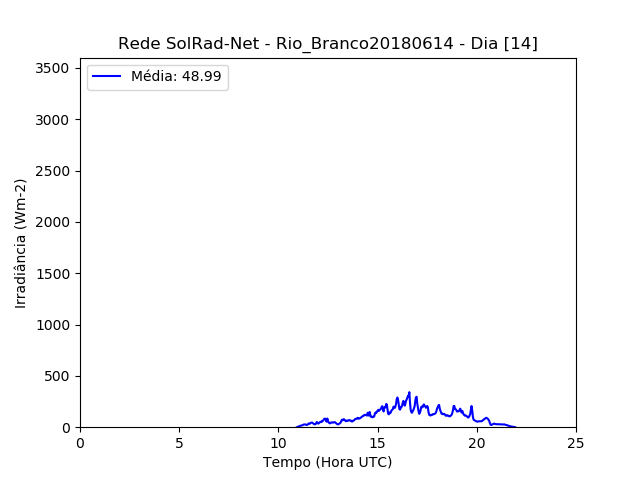 Rede SolRad-Net - Rio_Branco20180614 - Dia [14]
Média: 48.99
3500
3000
2500
2000
1500
1000
500
0
Irradiância (Wm-2)
0 5 10 15 20 25
Tempo (Hora UTC)